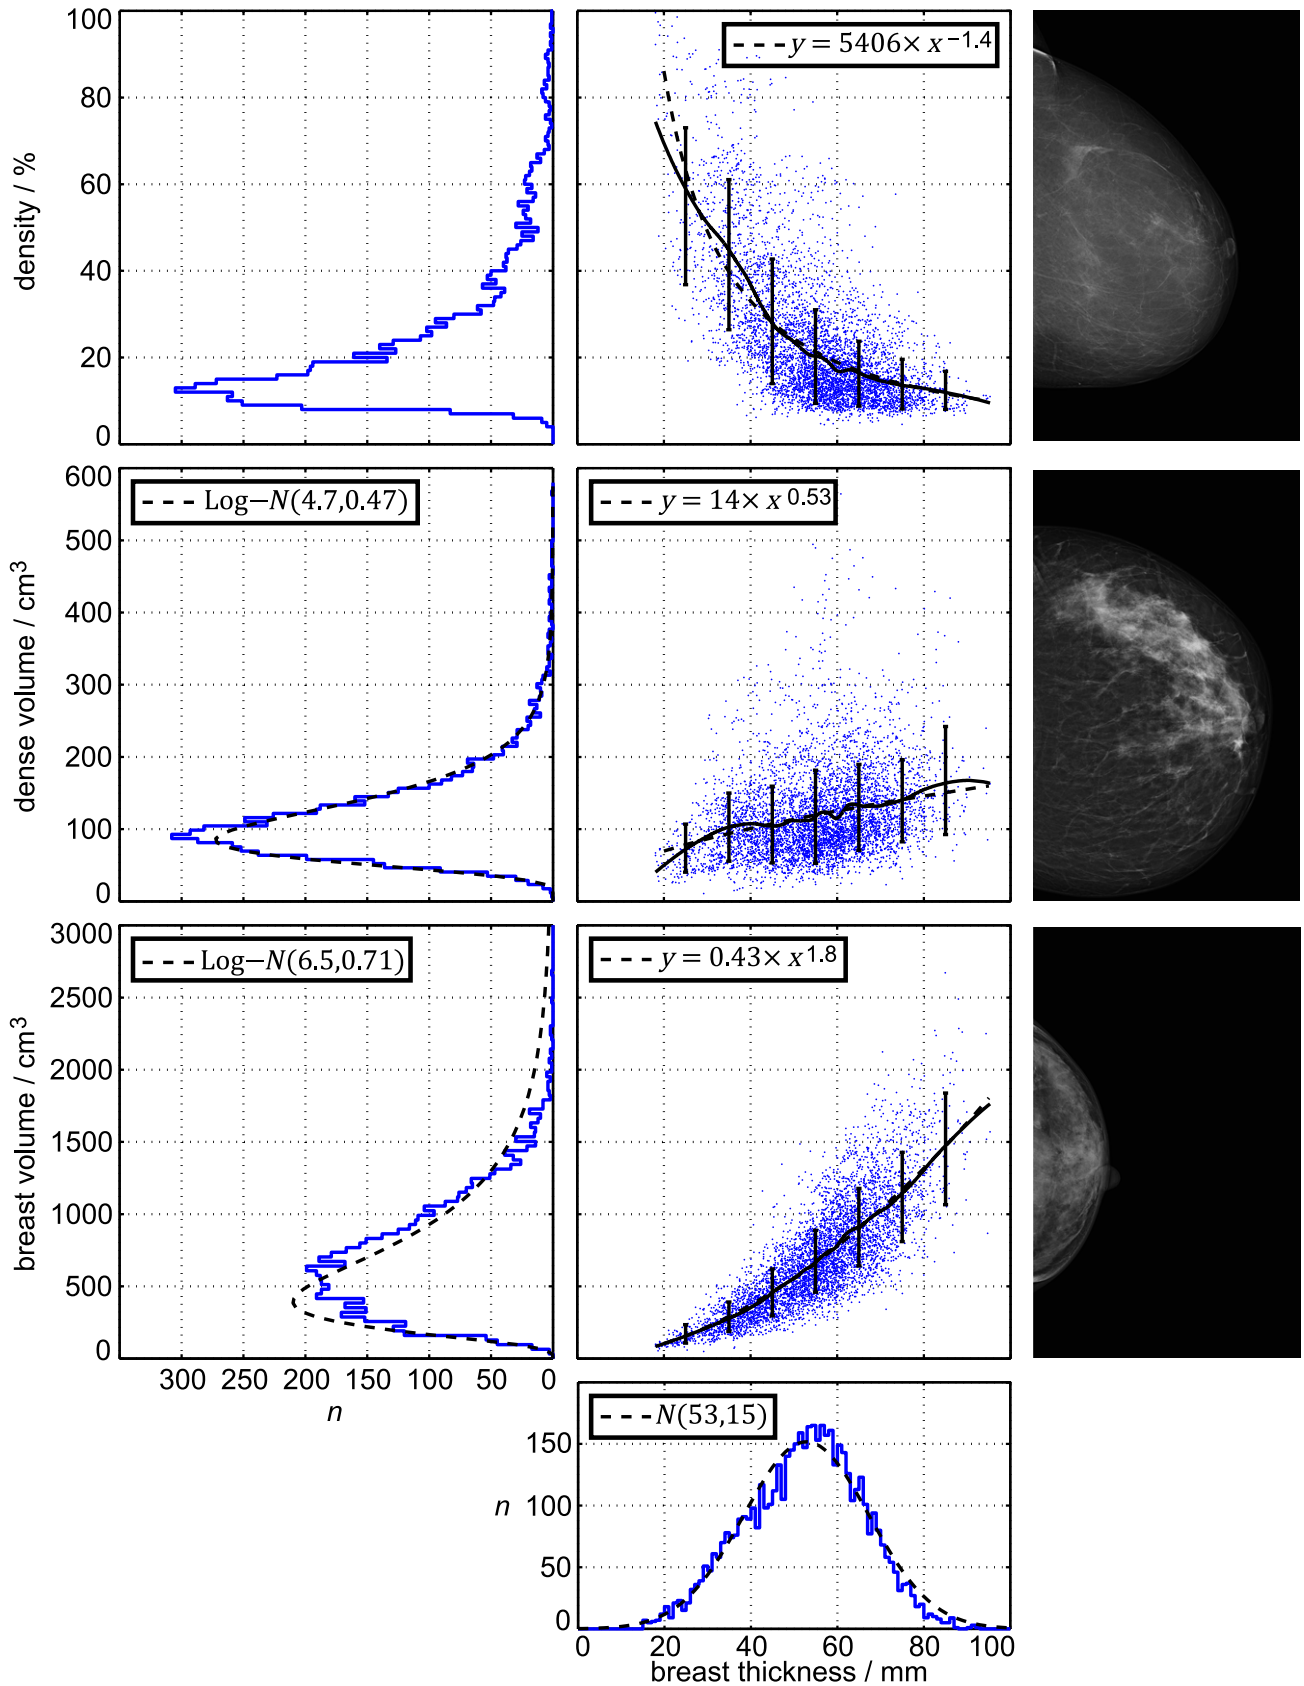 100
80
60
40
20
0
density / %
y = 5406× x −1.4
600
500
400
300
200
100
0
dense volume / cm3
Log−N(4.7,0.47)
y = 14× x 0.53
3000
2500
2000
1500
1000
500
0
breast volume / cm3
Log−N(6.5,0.71)
y = 0.43× x 1.8
300 250 200 150 100 50 0
n
N(53,15)
150
100
50
0
n
0 20 40 60 80 100
breast thickness / mm